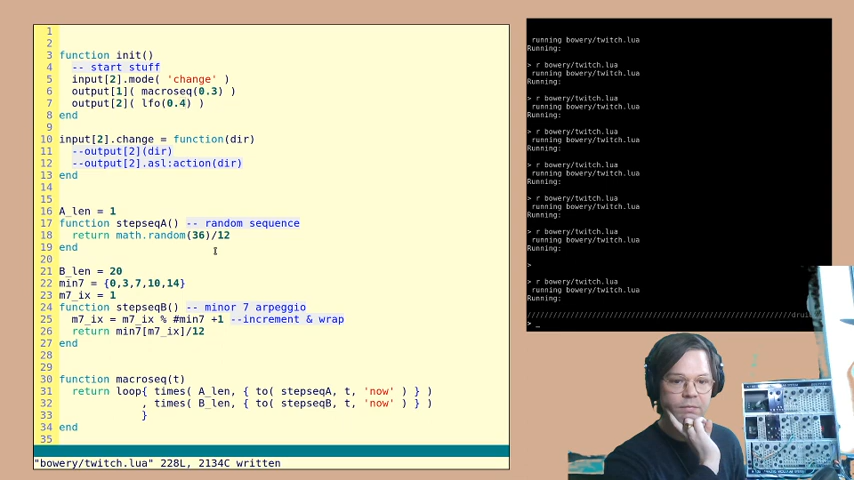 1
2
3 function init()
4 -- start stuff
5 input[2].mode( 'change' )
6 output[1]( macroseq(0.3) )
7 output[2]( lfo(0.4) )
8 end
9
10 input[2].change = function(dir)
11 --output[2](dir)
12 --output[2].asl:action(dir)
13 end
14
15
16 A_len = 1
17 function stepseqA() -- random sequence
18 return math.random(36)/12
19 end
20
21 B_len = 20
22 min7 = {0,3,7,10,14}
23 m7_ix = 1
24 function stepseqB() -- minor 7 arpeggio
25 m7_ix = m7_ix % #min7 +1 --increment & wrap
26 return min7[m7_ix]/12
27 end
28
29
30 function macroseq(t)
31 return loop{ times( A_len, { to( stepseqA, t, 'now' ) } )
32 , times( B_len, { to( stepseqB, t, 'now' ) } )
33 }
34 end
35
"bowery/twitch.lua" 228L, 2134C written
running bowery/twitch.lua
Running:
> r bowery/twitch.lua
running bowery/twitch.lua
Running:
> r bowery/twitch.lua
running bowery/twitch.lua
Running:
> r bowery/twitch.lua
running bowery/twitch.lua
Running:
> r bowery/twitch.lua
running bowery/twitch.lua
Running:
> r bowery/twitch.lua
running bowery/twitch.lua
Running:
> r bowery/twitch.lua
running bowery/twitch.lua
Running:
>
> r bowery/twitch.lua
running bowery/twitch.lua
Running:
> _